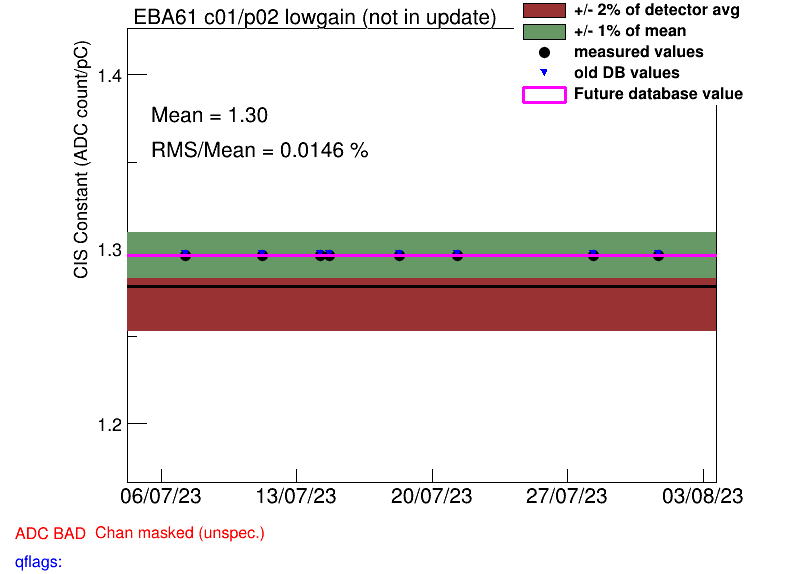 EBA61 c01/p02 lowgain (not in update)
+/- 2% of detector avg
+/- 1% of mean
measured values
old DB values
Future database value
Mean = 1.30
RMS/Mean = 0.0146 %
CIS Constant (ADC count/pC)
1.4
1.3
1.2
06/07/23 13/07/23 20/07/23 27/07/23 03/08/23
ADC BAD Chan masked (unspec.)
qflags: